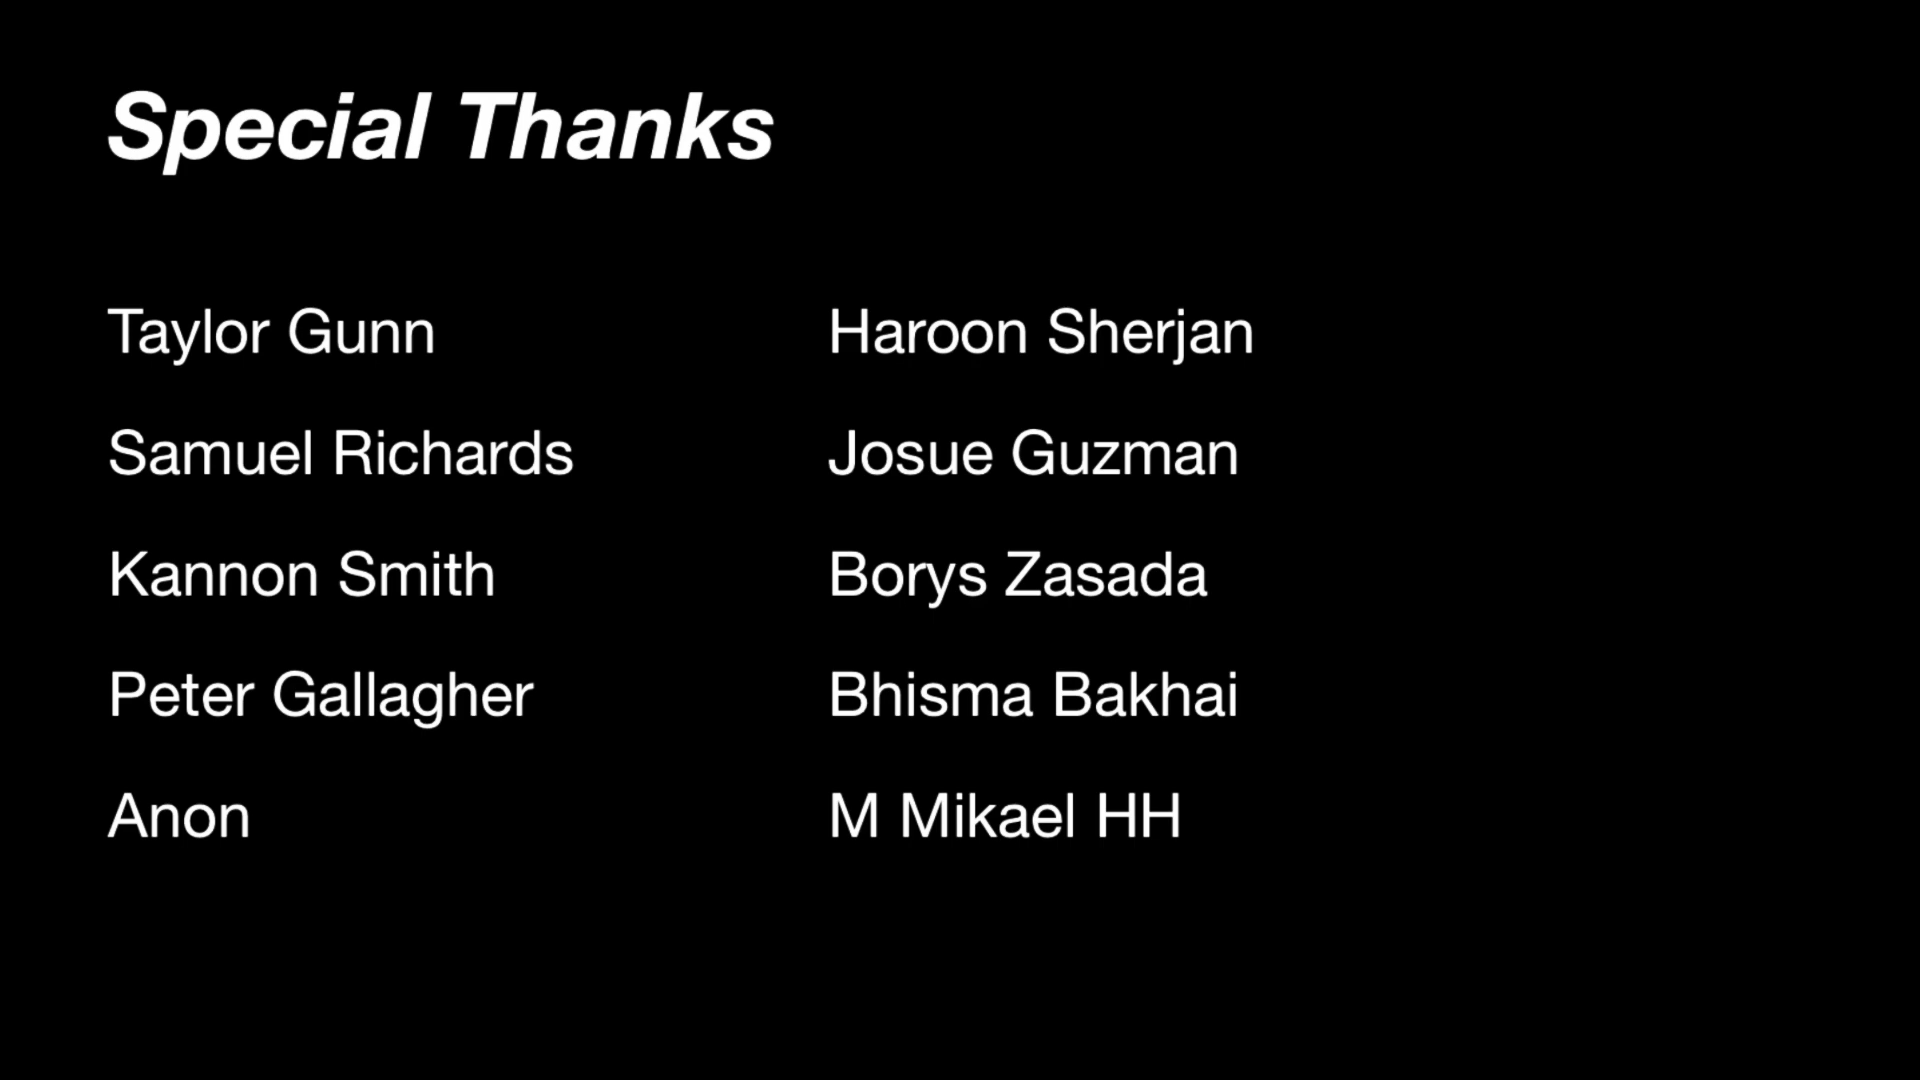 Special Thanks
Taylor Gunn
Samuel Richards
Kannon Smith
Peter Gallagher
Anon
Haroon Sherjan
Josue Guzman
Borys Zasada
Bhisma Bakhai
M Mikael HH